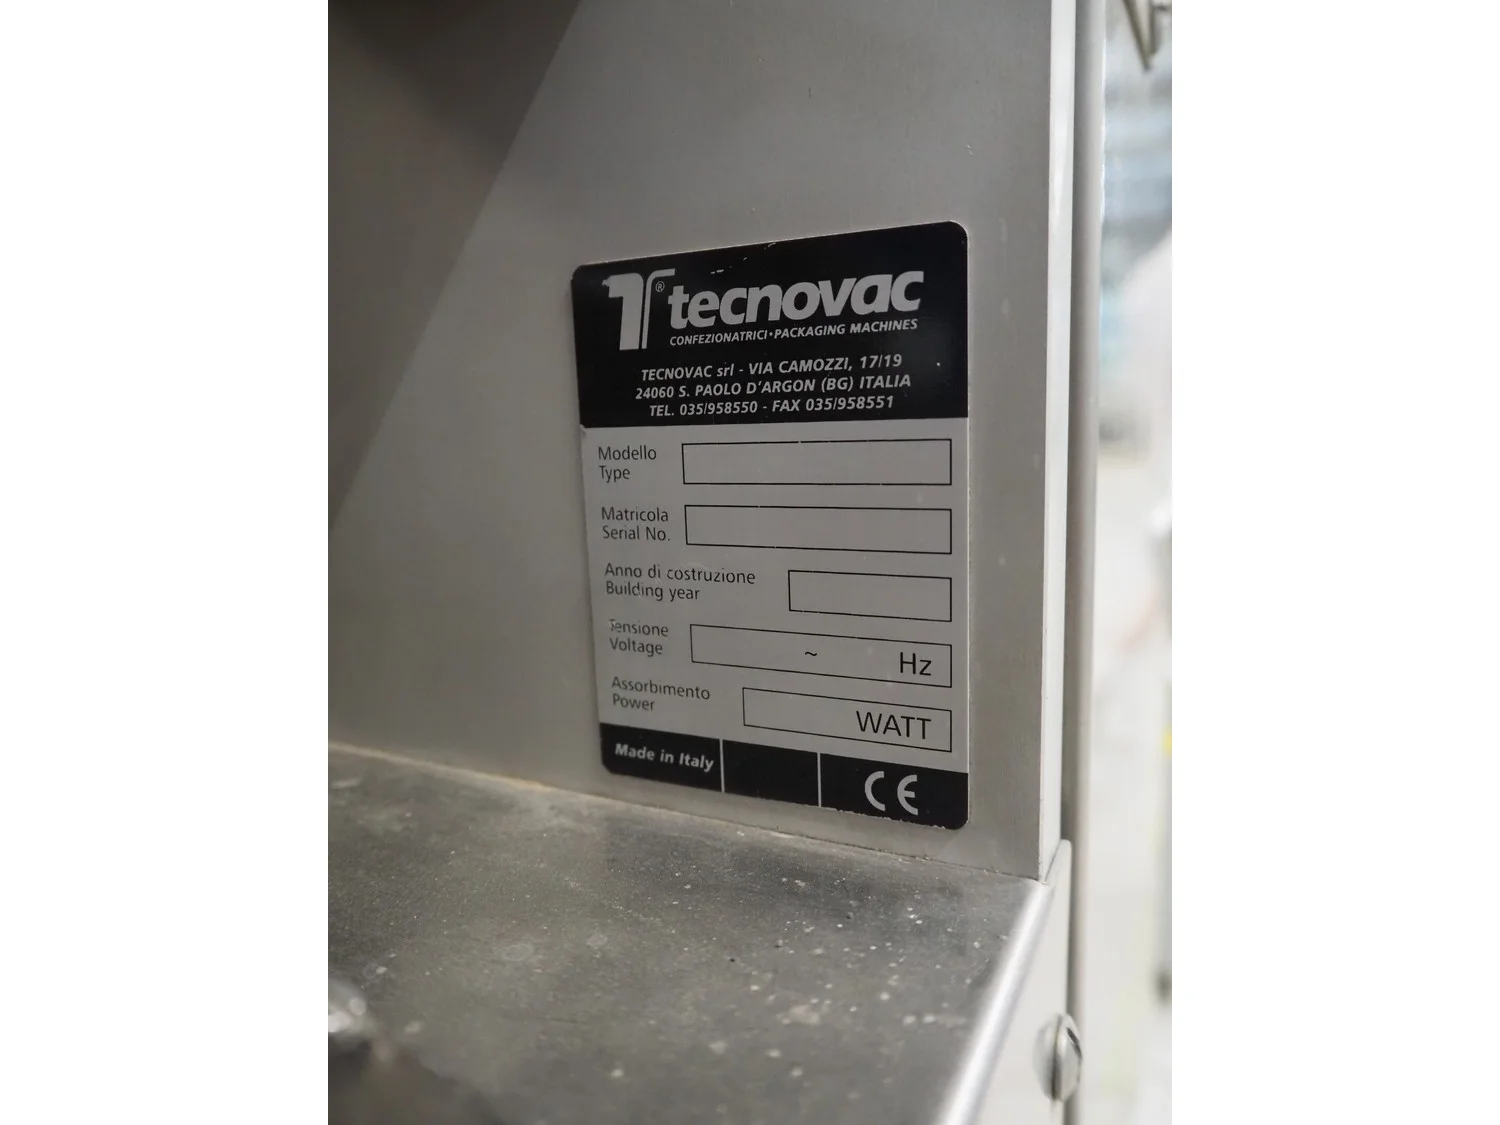 ®
tecnovac
CONFEZIONATRICI•PACKAGING MACHINES
TECNOVAC srl - VIA CAMOZZI, 17/19
24060 S. PAOLO D'ARGON (BG) ITALIA
TEL. 035/958550 - FAX 035/958551
Modello
Type
Matricola
Serial No.
Anno di costruzione
Building year
Tensione
Voltage
~ Hz
Assorbimento
Power
WATT
Made in Italy
CE